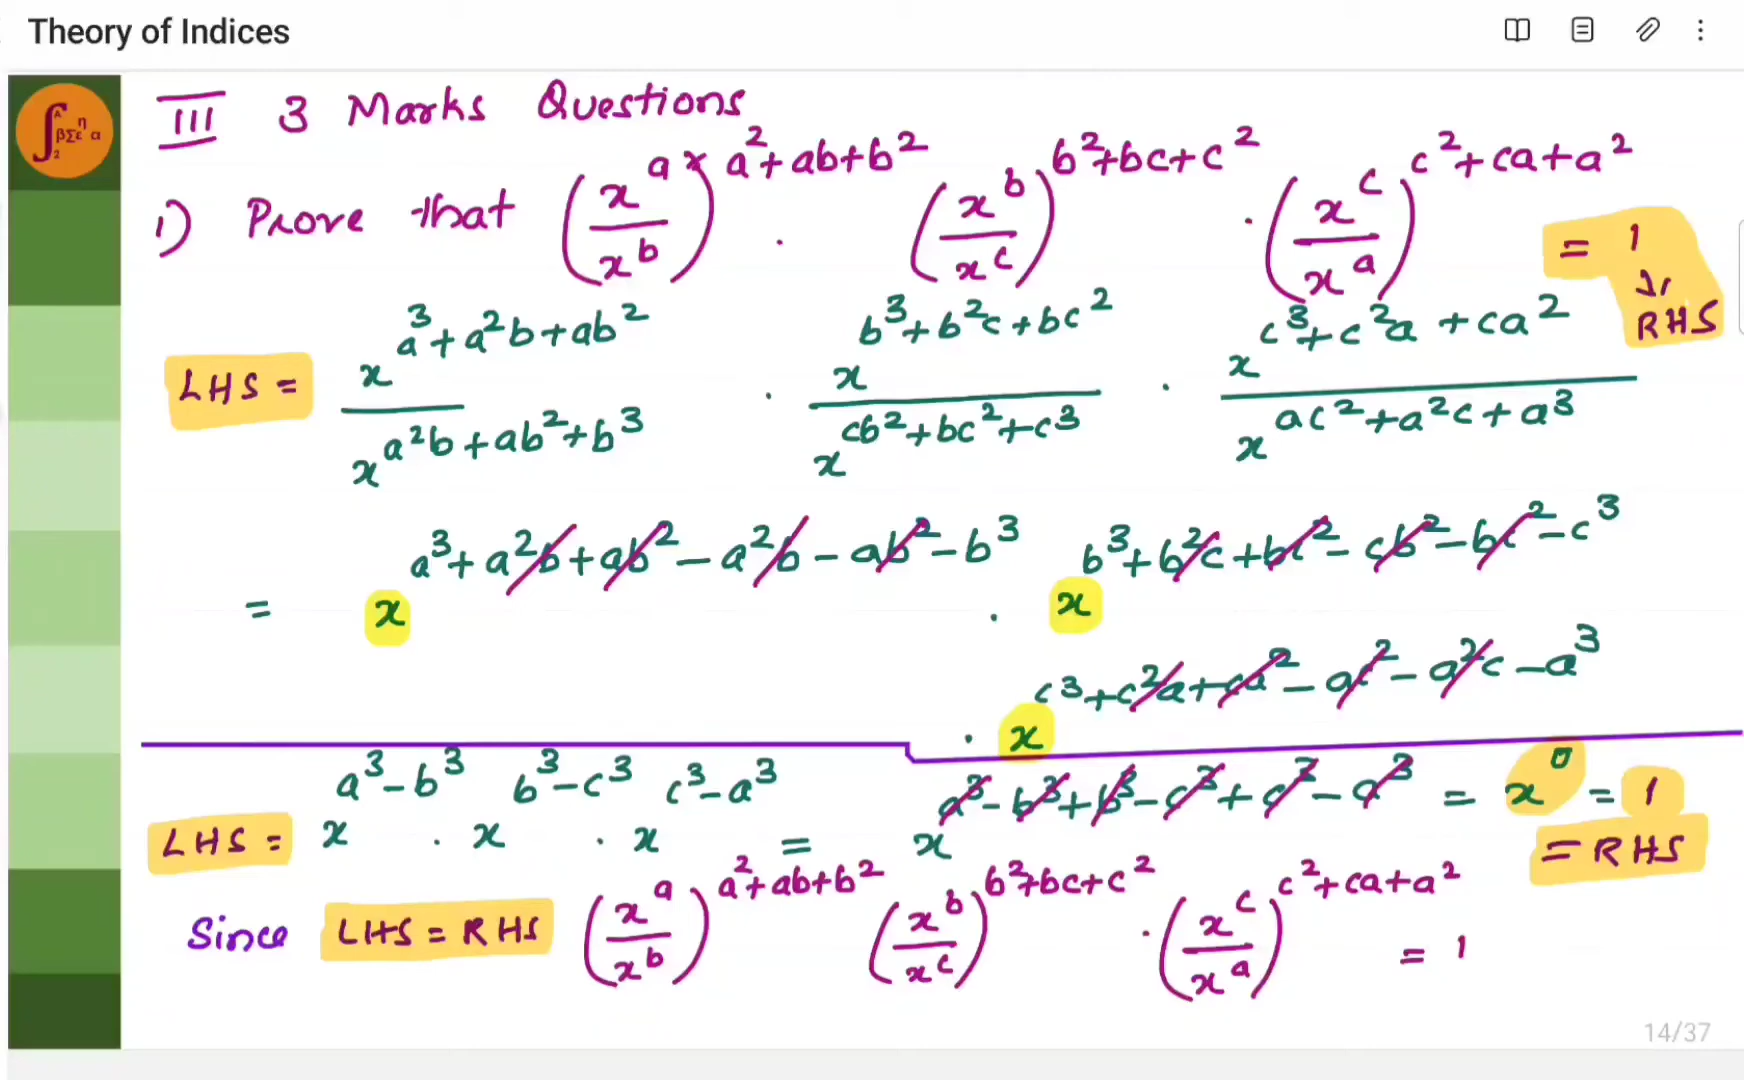 Theory of Indices
III 3 Marks Questions
1) Prove that (x^a/x^b)^(a²+ab+b²) . (x^b/x^c)^(b²+bc+c²) . (x^c/x^a)^(c²+ca+a²) = 1
RHS
LHS = x^(a³+a²b+ab²)/x^(a²b+ab²+b³) . x^(b³+b²c+bc²)/x^(cb²+bc²+c³) . x^(c³+c²a+ca²)/x^(ac²+a²c+a³)
= x^(a³+a²b+ab²-a²b-ab²-b³) . x^(b³+b²c+bc²-cb²-bc²-c³)
. x^(c³+c²a+ca²-ac²-a²c-a³)
LHS = x^(a³-b³) . x^(b³-c³) . x^(c³-a³) = x^(a³-b³+b³-c³+c³-a³) = x^0 = 1
= RHS
Since LHS = RHS (x^a/x^b)^(a²+ab+b²) (x^b/x^c)^(b²+bc+c²) . (x^c/x^a)^(c²+ca+a²) = 1
14/37